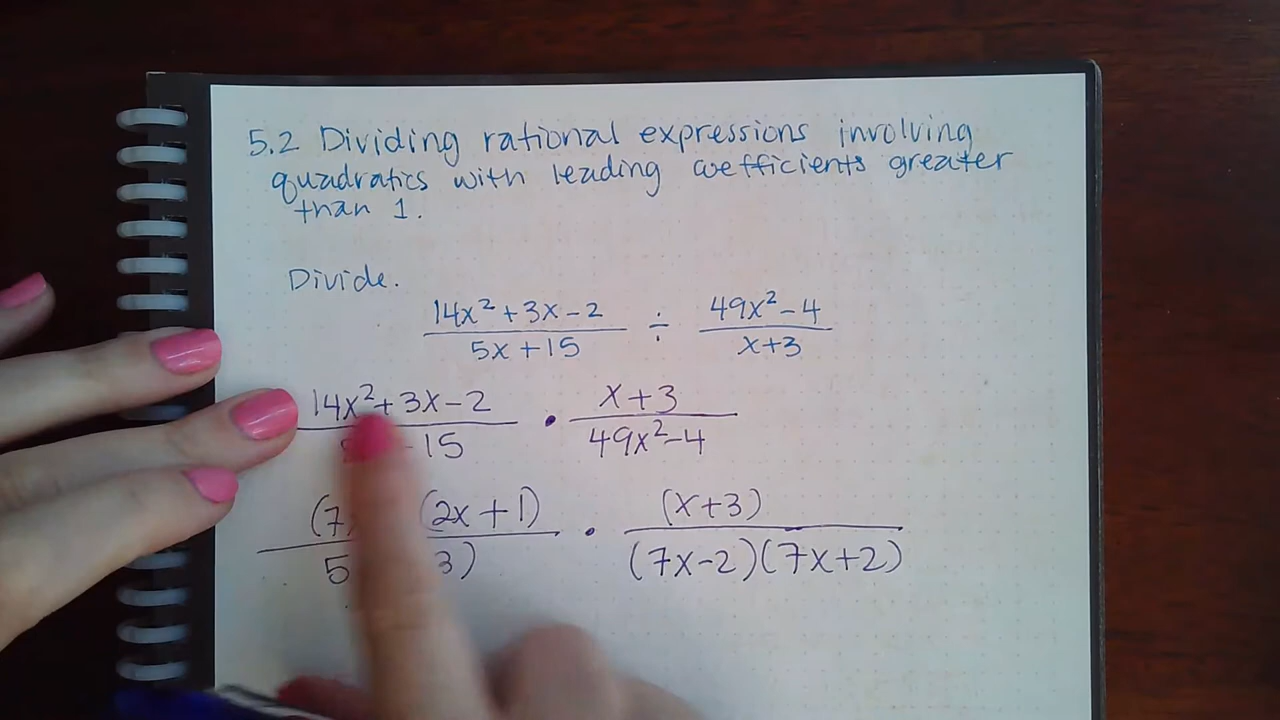 5.2 Dividing rational expressions involving
quadratics with leading coefficients greater
than 1.
Divide.
14x²+3x-2 / 5x+15 ÷ 49x²-4 / x+3
14x²+3x-2 / 15 • x+3 / 49x²-4
(7 (2x+1) / 5 3) • (x+3) / (7x-2)(7x+2)